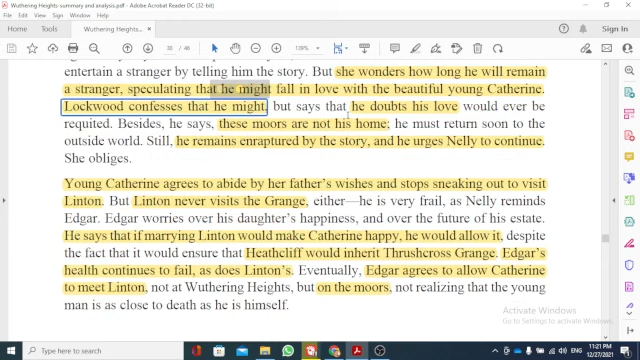 Wuthering Heights-summary and analysis.pdf - Adobe Acrobat Reader DC (32-bit)
File Edit View Sign Window Help
Home Tools Wuthering Heights... × Sign In
/ 46 139%
entertain a stranger by telling him the story. But she wonders how long he will remain
a stranger, speculating that he might fall in love with the beautiful young Catherine.
Lockwood confesses that he might, but says that he doubts his love would ever be
requited. Besides, he says, these moors are not his home; he must return soon to the
outside world. Still, he remains enraptured by the story, and he urges Nelly to continue.
She obliges.
Young Catherine agrees to abide by her father's wishes and stops sneaking out to visit
Linton. But Linton never visits the Grange, either—he is very frail, as Nelly reminds
Edgar. Edgar worries over his daughter's happiness, and over the future of his estate.
He says that if marrying Linton would make Catherine happy, he would allow it, despite
the fact that it would ensure that Heathcliff would inherit Thrushcross Grange. Edgar's
health continues to fail, as does Linton's. Eventually, Edgar agrees to allow Catherine
to meet Linton, not at Wuthering Heights, but on the moors, not realizing that the young
man is as close to death as he is himself.
Activate Windows
Go to Settings to activate Windows.
11:21 PM
ENG
12/27/2021